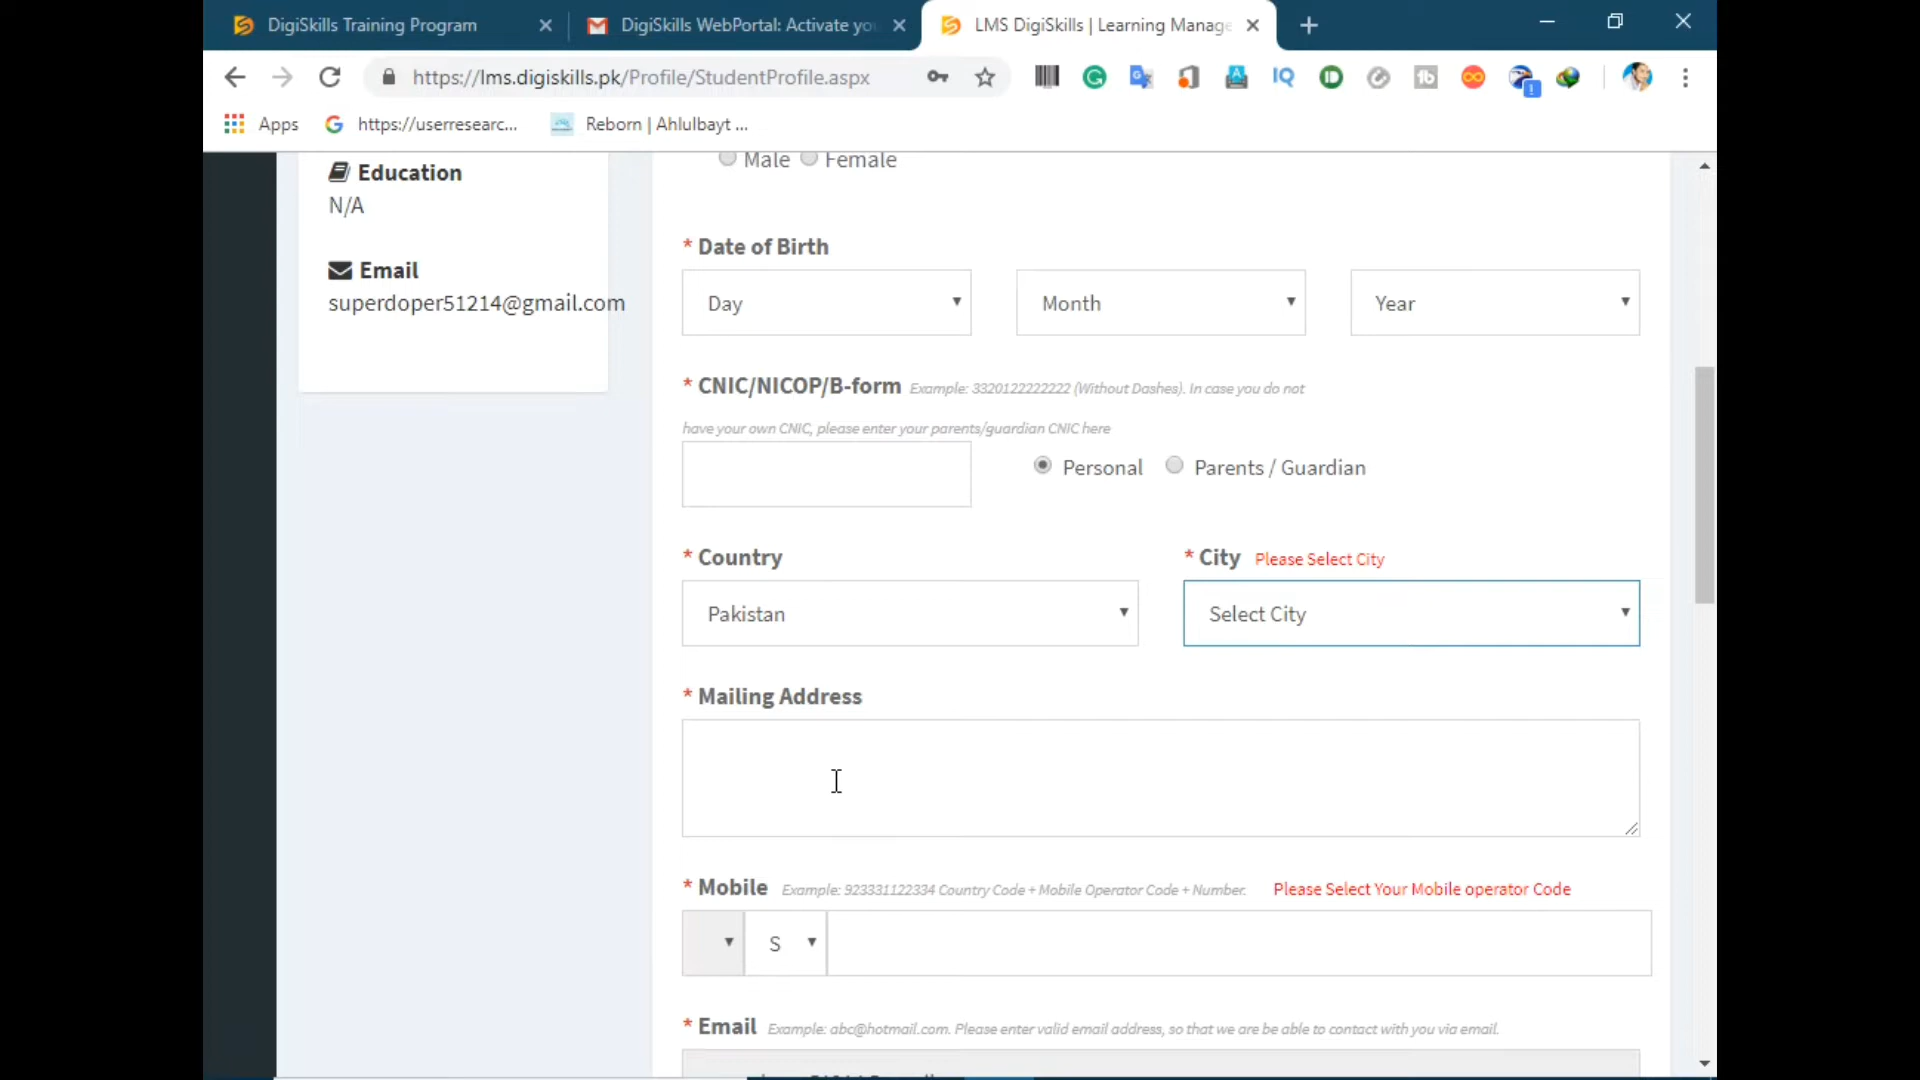 DigiSkills Training Program
DigiSkills WebPortal: Activate yo
LMS DigiSkills | Learning Manage
https://lms.digiskills.pk/Profile/StudentProfile.aspx
Apps
https://userresearc...
Reborn | Ahlulbayt ...
Education
N/A
Email
superdoper51214@gmail.com
Male Female
* Date of Birth
Day Month Year
* CNIC/NICOP/B-form Example: 3320122222222 (Without Dashes). In case you do not
have your own CNIC, please enter your parents/guardian CNIC here
Personal Parents / Guardian
* Country * City Please Select City
Pakistan Select City
* Mailing Address
* Mobile Example: 923331122334 Country Code + Mobile Operator Code + Number. Please Select Your Mobile operator Code
S
* Email Example: abc@hotmail.com. Please enter valid email address, so that we are be able to contact with you via email.